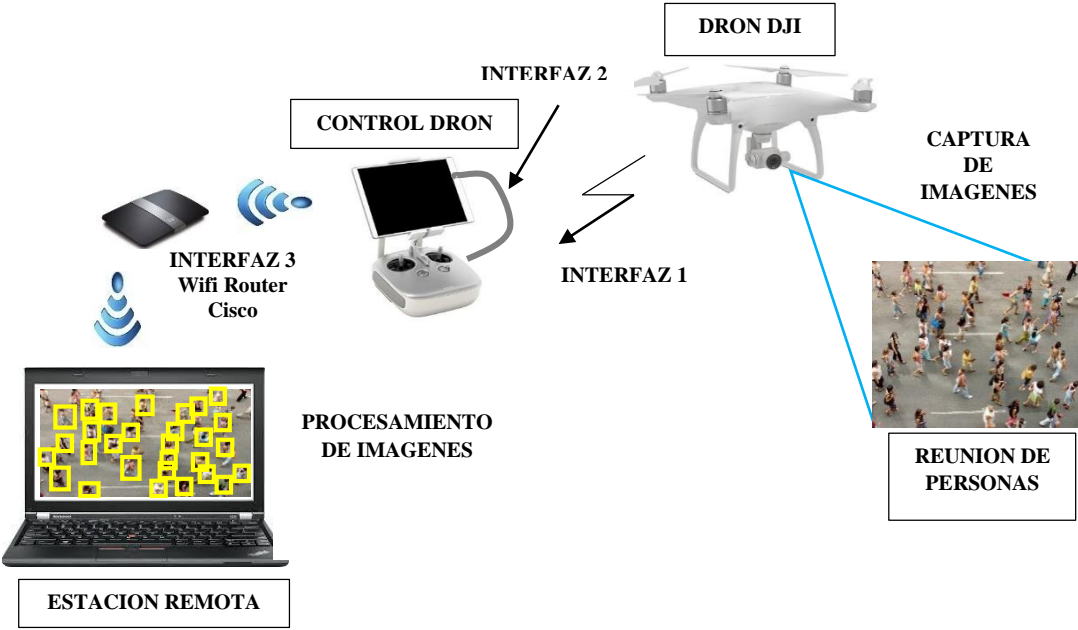 DRON DJI
INTERFAZ 2
CONTROL DRON
CAPTURA
DE
IMAGENES
INTERFAZ 3
Wifi Router
Cisco
INTERFAZ 1
PROCESAMIENTO
DE IMAGENES
REUNION DE
PERSONAS
ESTACION REMOTA